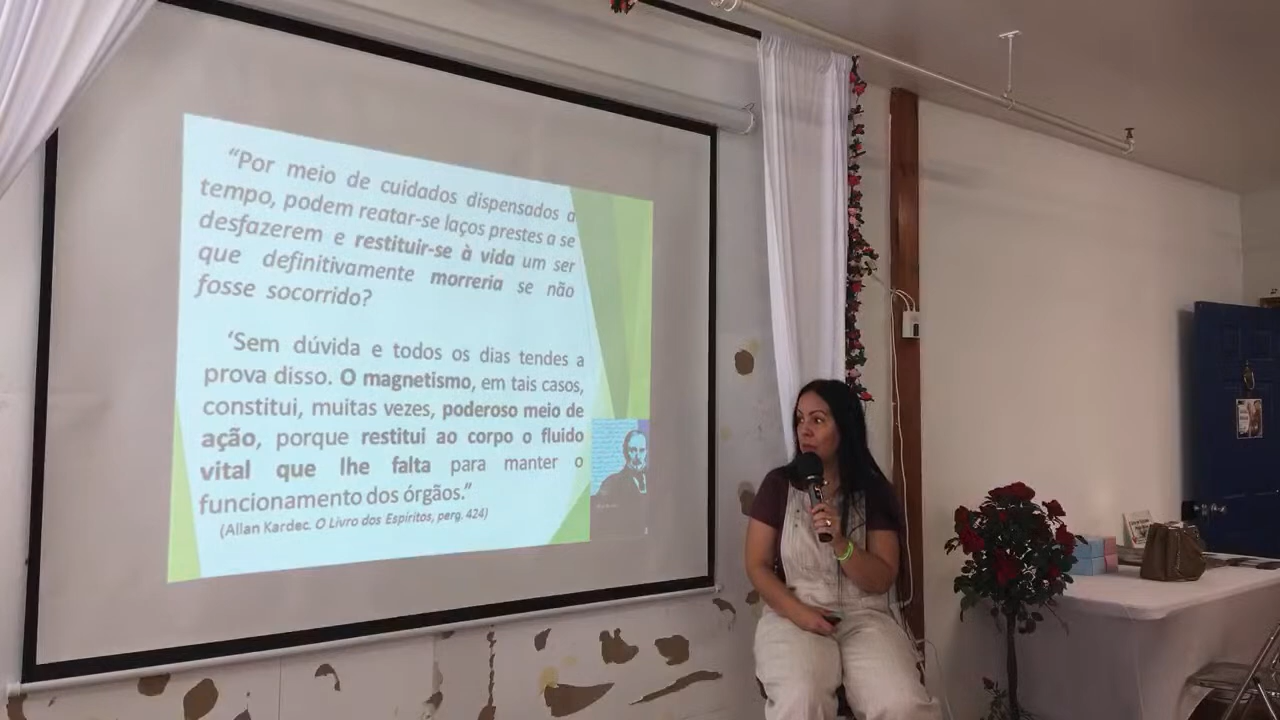 “Por meio de cuidados dispensados a
tempo, podem reatar-se laços prestes a se
desfazerem e restituir-se à vida um ser
que definitivamente morreria se não
fosse socorrido?
‘Sem dúvida e todos os dias tendes a
prova disso. O magnetismo, em tais casos,
constitui, muitas vezes, poderoso meio de
ação, porque restitui ao corpo o fluido
vital que lhe falta para manter o
funcionamento dos órgãos.”
(Allan Kardec. O Livro dos Espíritos, perg. 424)